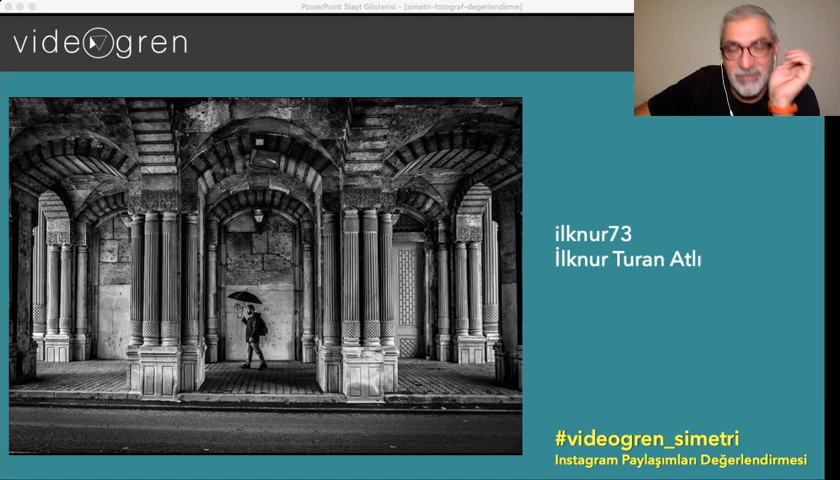 PowerPoint Slayt Gösterisi - [simetri-fotograf-degerlendirme]
videogren
ilknur73
İlknur Turan Atlı
#videogren_simetri
Instagram Paylaşımları Değerlendirmesi